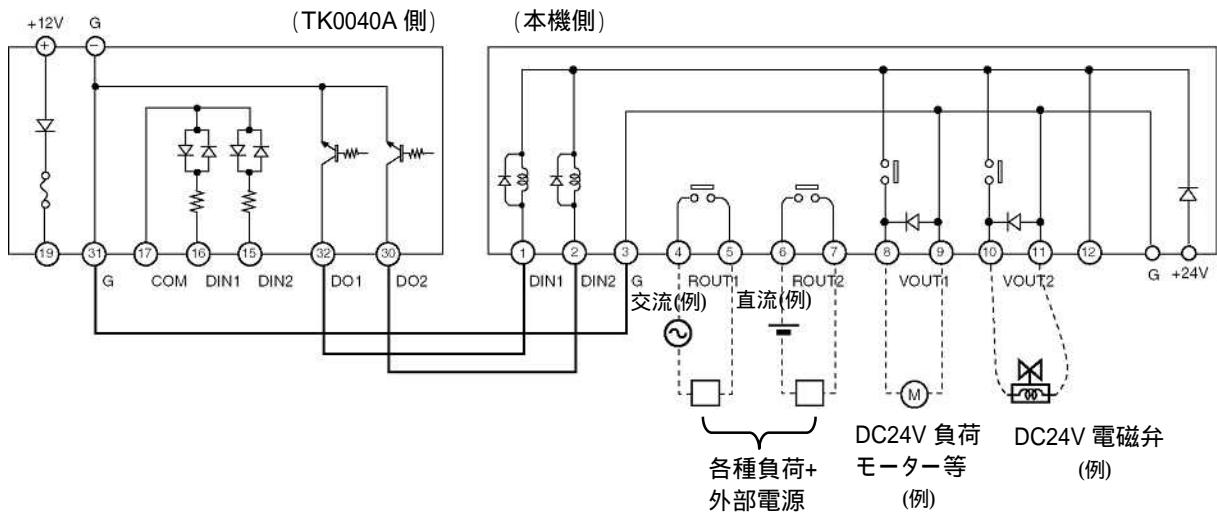 +12V
G
(TK0040A 側)
(本機側)
+
−
19
31
17
16
15
32
30
1
2
3
4
5
6
7
8
9
10
11
12
G
COM
DIN1
DIN2
DO1
DO2
DIN1
DIN2
G
ROUT1
ROUT2
VOUT1
VOUT2
G
+24V
交流(例)
直流(例)
M
各種負荷+
外部電源
DC24V 負荷
モーター等
(例)
DC24V 電磁弁
(例)